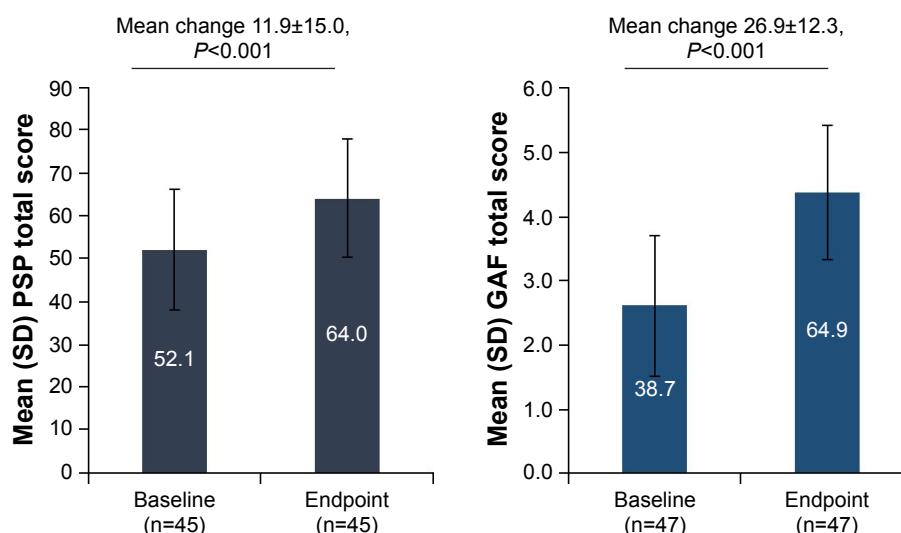 Mean change 11.9±15.0,
P<0.001
Mean (SD) PSP total score
90
80
70
60
50
40
30
20
10
0
52.1
64.0
Baseline
(n=45)
Endpoint
(n=45)
Mean change 26.9±12.3,
P<0.001
Mean (SD) GAF total score
6.0
5.0
4.0
3.0
2.0
1.0
0.0
38.7
64.9
Baseline
(n=47)
Endpoint
(n=47)